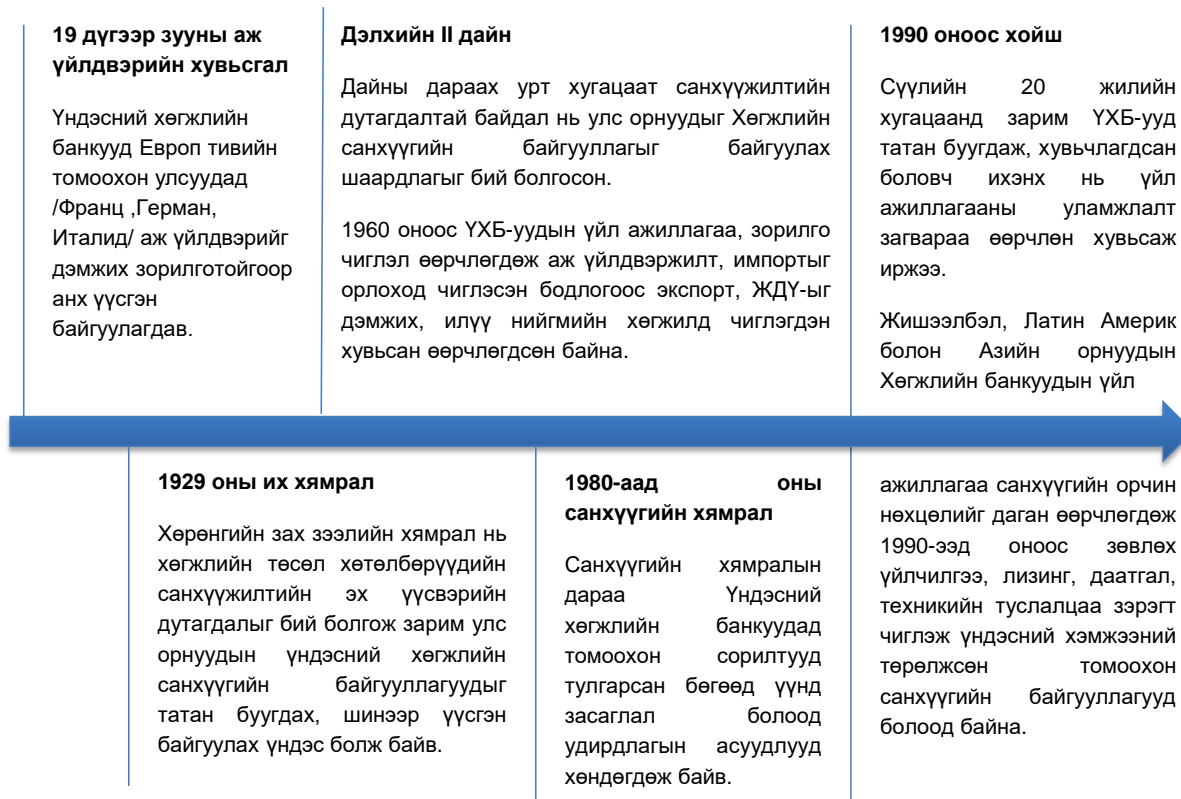 19 дүгээр зууны аж
үйлдвэрийн хувьсгал
Үндэсний хөгжлийн
банкууд Европ тивийн
томоохон улсуудад
/Франц ,Герман,
Италид/ аж үйлдвэрийг
дэмжих зорилготойгоор
анх үүсгэн
байгуулагдав.
Дэлхийн II дайн
Дайны дараах урт хугацаат санхүүжилтийн
дутагдалтай байдал нь улс орнуудыг Хөгжлийн
санхүүгийн байгууллагыг байгуулах
шаардлагыг бий болгосон.
1960 оноос ҮХБ-уудын үйл ажиллагаа, зорилго
чиглэл өөрчлөгдөж аж үйлдвэржилт, импортыг
орлоход чиглэсэн бодлогоос экспорт, ЖДҮ-ыг
дэмжих, илүү нийгмийн хөгжилд чиглэгдэн
хувьсан өөрчлөгдсөн байна.
1990 оноос хойш
Сүүлийн 20 жилийн
хугацаанд зарим ҮХБ-ууд
татан буугдаж, хувьчлагдсан
боловч ихэнх нь үйл
ажиллагааны уламжлалт
загвараа өөрчлөн хувьсаж
иржээ.
Жишээлбэл, Латин Америк
болон Азийн орнуудын
Хөгжлийн банкуудын үйл
1929 оны их хямрал
Хөрөнгийн зах зээлийн хямрал нь
хөгжлийн төсөл хөтөлбөрүүдийн
санхүүжилтийн эх үүсвэрийн
дутагдалыг бий болгож зарим улс
орнуудын үндэсний хөгжлийн
санхүүгийн байгууллагуудыг
татан буугдах, шинээр үүсгэн
байгуулах үндэс болж байв.
1980-аад оны
санхүүгийн хямрал
Санхүүгийн хямралын
дараа Үндэсний
хөгжлийн банкуудад
томоохон сорилтууд
тулгарсан бөгөөд үүнд
засаглал болоод
удирдлагын асуудлууд
хөндөгдөж байв.
ажиллагаа санхүүгийн орчин
нөхцөлийг даган өөрчлөгдөж
1990-ээд оноос зөвлөх
үйлчилгээ, лизинг, даатгал,
техникийн туслалцаа зэрэгт
чиглэж үндэсний хэмжээний
төрөлжсөн томоохон
санхүүгийн байгууллагууд
болоод байна.